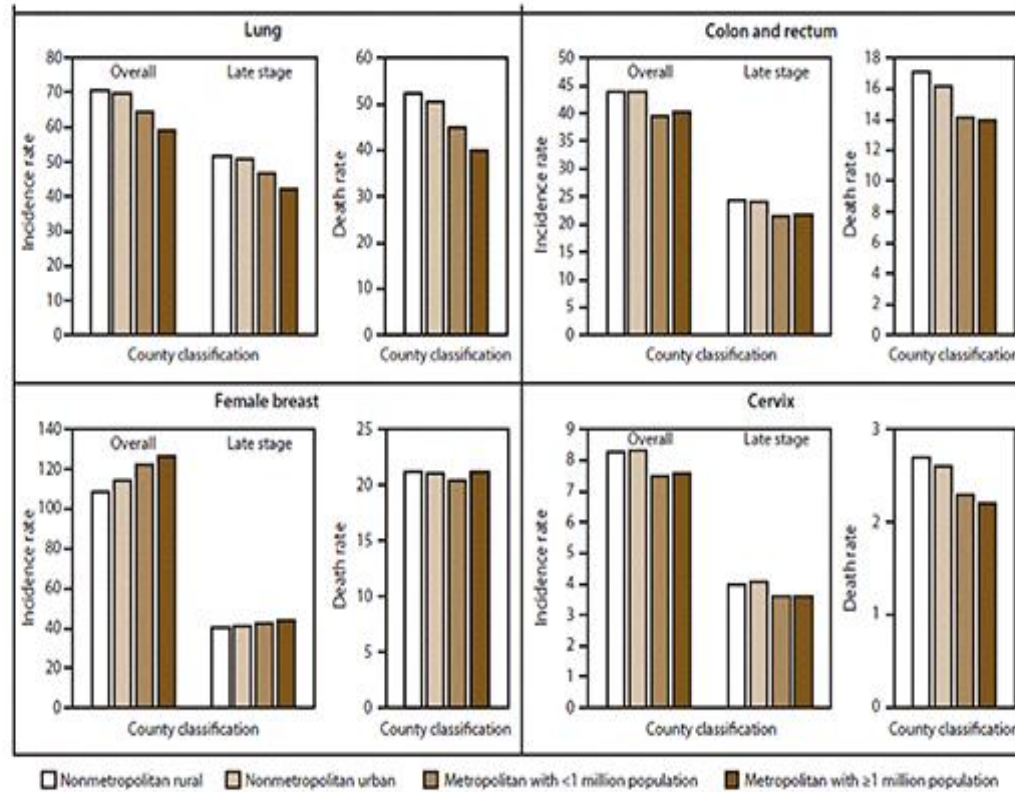 Lung
Overall
Late stage
Incidence rate
80
70
60
50
40
30
20
10
0
County classification
Death rate
60
50
40
30
20
10
0
County classification
Colon and rectum
Overall
Late stage
Incidence rate
50
45
40
35
30
25
20
15
10
5
0
County classification
Death rate
18
16
14
12
10
8
6
4
2
0
County classification
Female breast
Overall
Late stage
Incidence rate
140
120
100
80
60
40
20
0
County classification
Death rate
25
20
15
10
5
0
County classification
Cervix
Overall
Late stage
Incidence rate
9
8
7
6
5
4
3
2
1
0
County classification
Death rate
3
2
1
0
County classification
Nonmetropolitan rural Nonmetropolitan urban Metropolitan with <1 million population Metropolitan with ≥1 million population